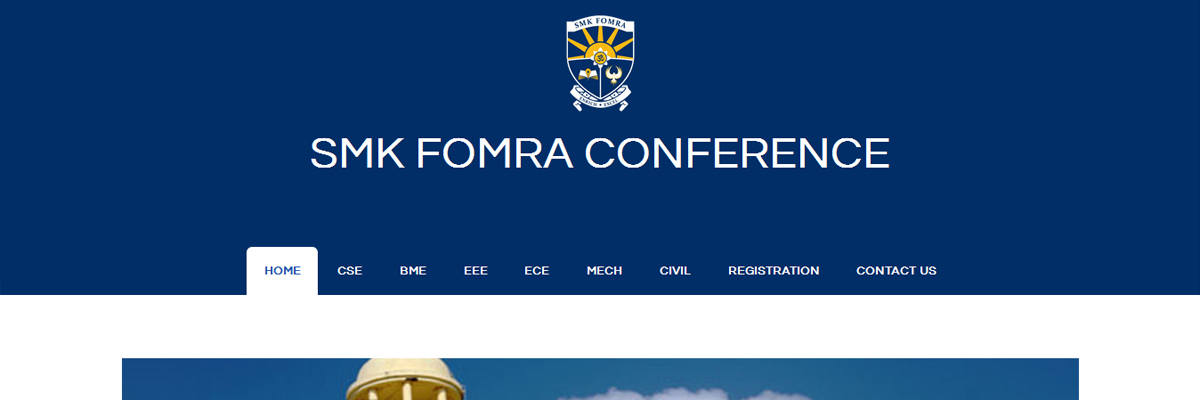 SMK FOMRA
SMK FOMRA CONFERENCE
HOME CSE BME EEE ECE MECH CIVIL REGISTRATION CONTACT US